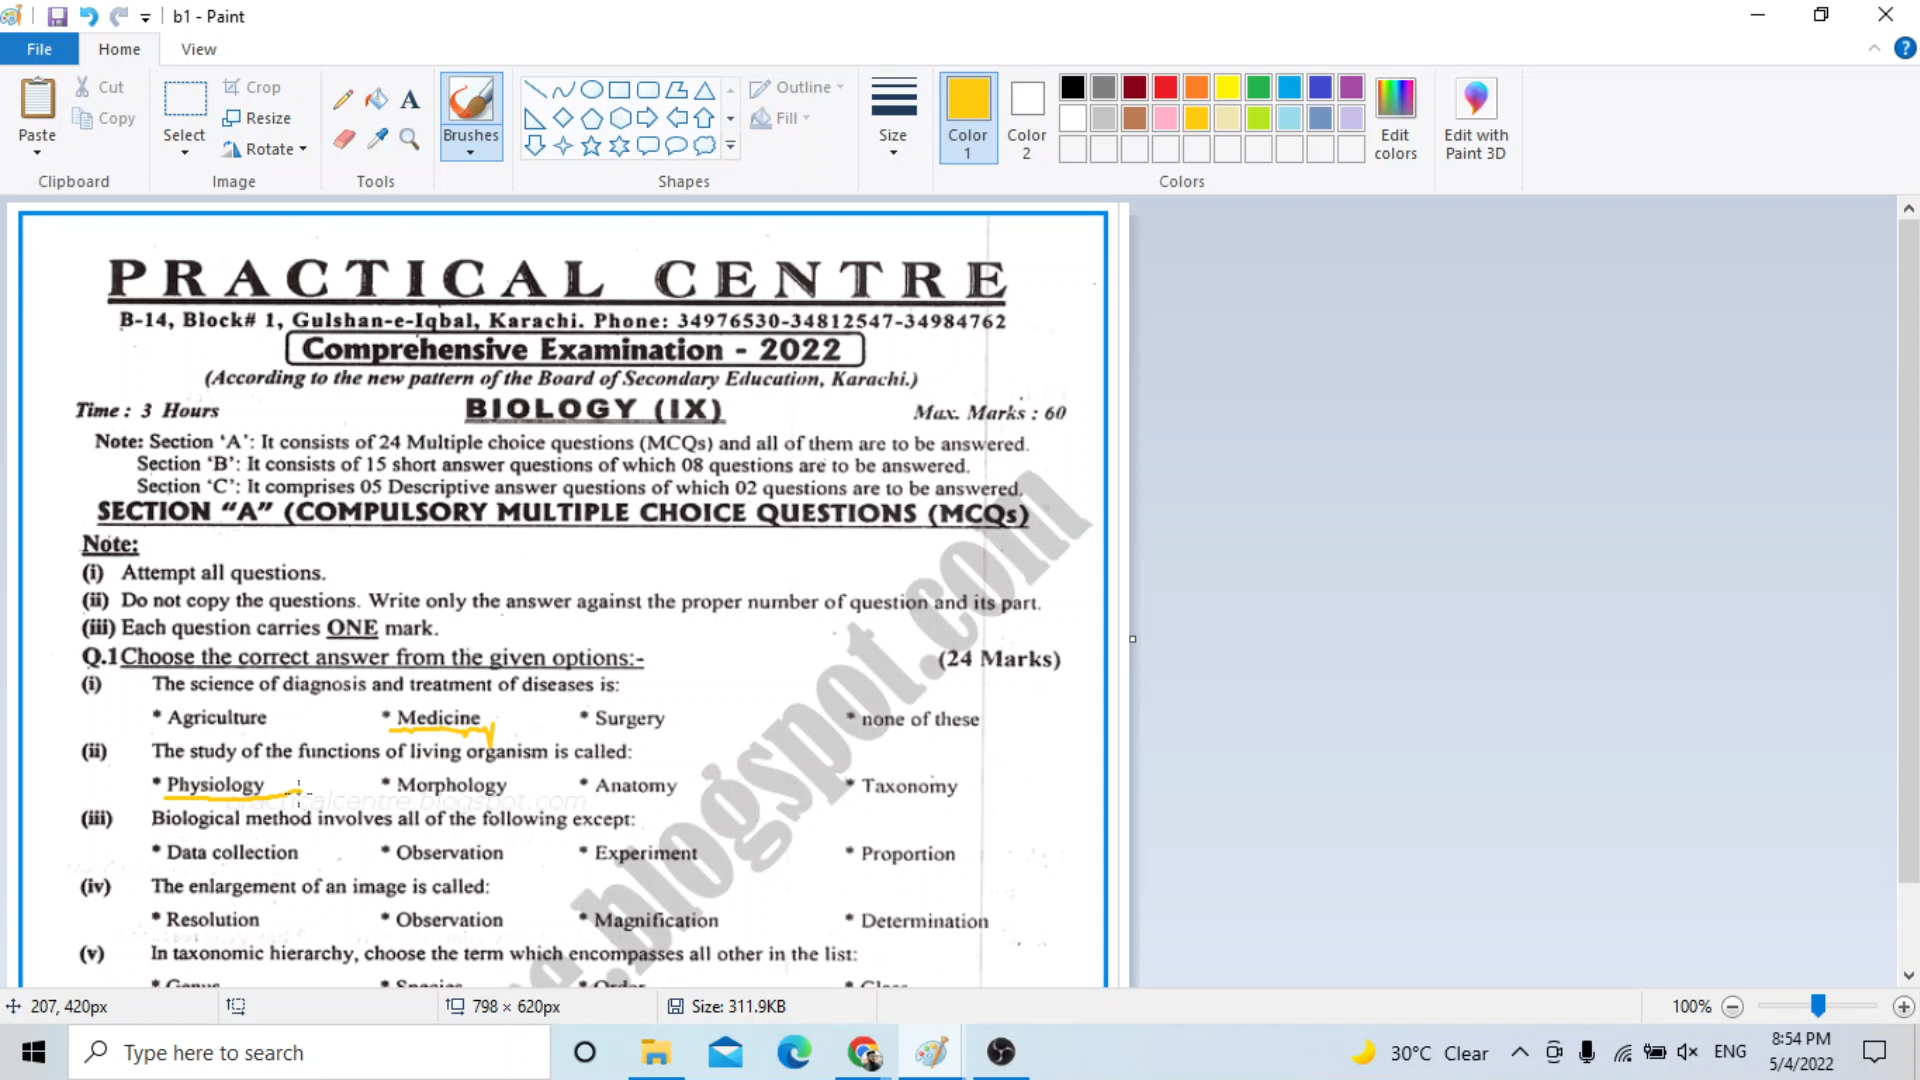 b1 - Paint
File Home View
Paste
Cut
Copy
Clipboard
Select
Crop
Resize
Rotate
Image
A
Tools
Brushes
Shapes
Outline
Fill
Size
Color 1
Color 2
Colors
Edit colors
Edit with Paint 3D
PRACTICAL CENTRE
B-14, Block# 1, Gulshan-e-Iqbal, Karachi. Phone: 34976530-34812547-34984762
Comprehensive Examination - 2022
(According to the new pattern of the Board of Secondary Education, Karachi.)
Time : 3 Hours BIOLOGY (IX) Max. Marks : 60
Note: Section 'A': It consists of 24 Multiple choice questions (MCQs) and all of them are to be answered.
Section 'B': It consists of 15 short answer questions of which 08 questions are to be answered.
Section 'C': It comprises 05 Descriptive answer questions of which 02 questions are to be answered.
SECTION "A" (COMPULSORY MULTIPLE CHOICE QUESTIONS (MCQs)
Note:
(i) Attempt all questions.
(ii) Do not copy the questions. Write only the answer against the proper number of question and its part.
(iii) Each question carries ONE mark.
Q.1 Choose the correct answer from the given options:- (24 Marks)
(i) The science of diagnosis and treatment of diseases is:
* Agriculture * Medicine * Surgery * none of these
(ii) The study of the functions of living organism is called:
* Physiology * Morphology * Anatomy * Taxonomy
practicalcentre.blogspot.com
(iii) Biological method involves all of the following except:
* Data collection * Observation * Experiment * Proportion
(iv) The enlargement of an image is called:
* Resolution * Observation * Magnification * Determination
(v) In taxonomic hierarchy, choose the term which encompasses all other in the list:
* Genus * Species * Order * Class
.blogspot.com
207, 420px 798 × 620px Size: 311.9KB 100%
Type here to search
30°C Clear
ENG
8:54 PM
5/4/2022